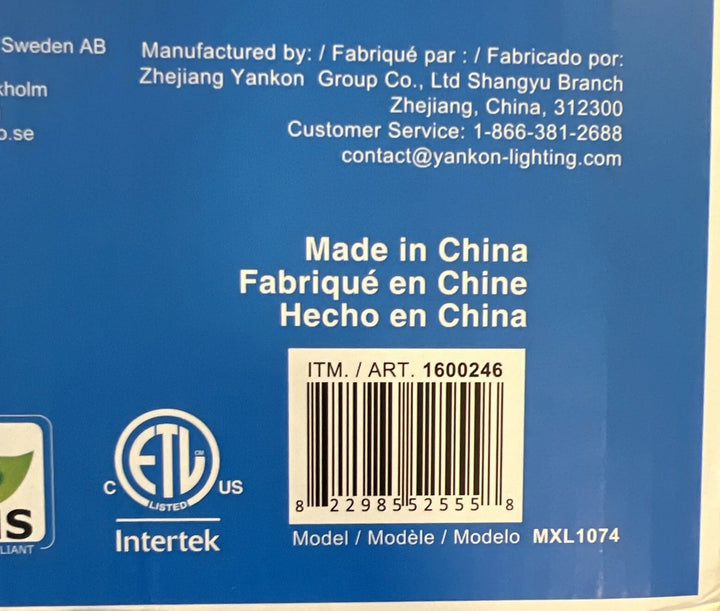 Sweden AB
Manufactured by: / Fabriqué par : / Fabricado por:
Zhejiang Yankon Group Co., Ltd Shangyu Branch
Zhejiang, China, 312300
Customer Service: 1-866-381-2688
contact@yankon-lighting.com
Made in China
Fabriqué en Chine
Hecho en China
ITM. / ART. 1600246
8 22985 52555 8
ETL
CM
LISTED
C US
Intertek
Model / Modèle / Modelo MXL1074